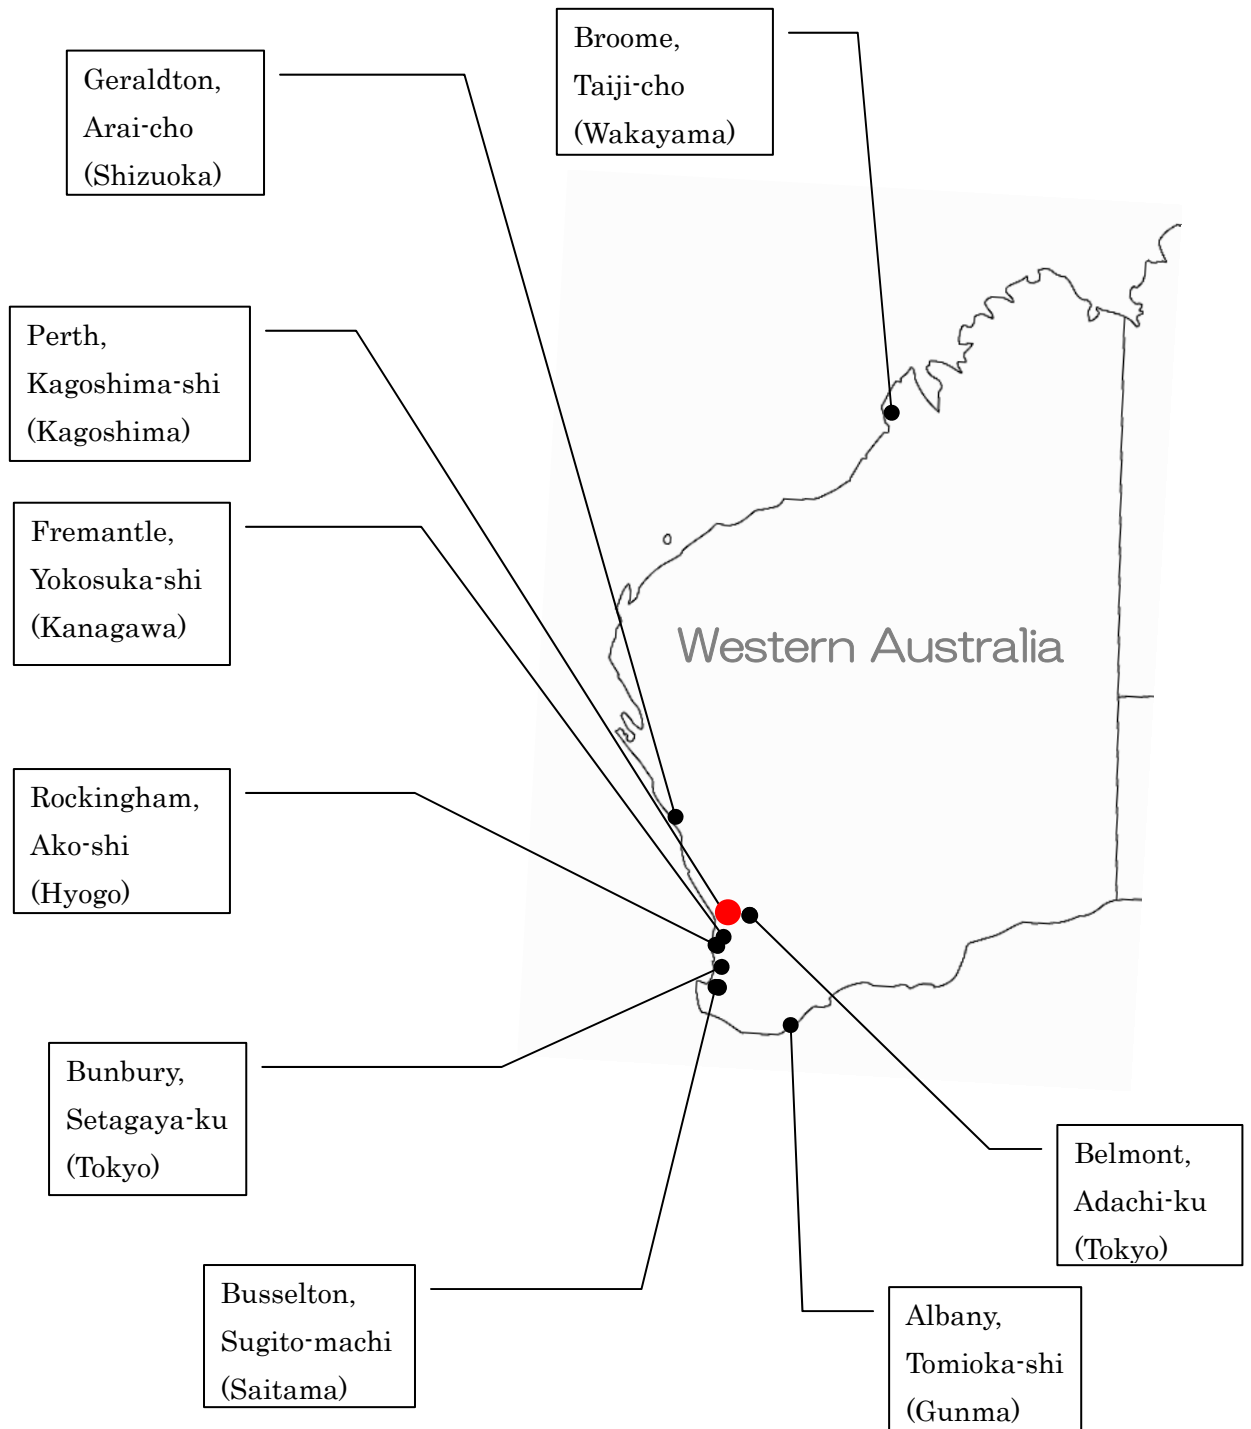 Broome,
Taiji-cho
(Wakayama)
Geraldton,
Arai-cho
(Shizuoka)
Perth,
Kagoshima-shi
(Kagoshima)
Fremantle,
Yokosuka-shi
(Kanagawa)
Western Australia
Rockingham,
Ako-shi
(Hyogo)
Bunbury,
Setagaya-ku
(Tokyo)
Belmont,
Adachi-ku
(Tokyo)
Busselton,
Sugito-machi
(Saitama)
Albany,
Tomioka-shi
(Gunma)